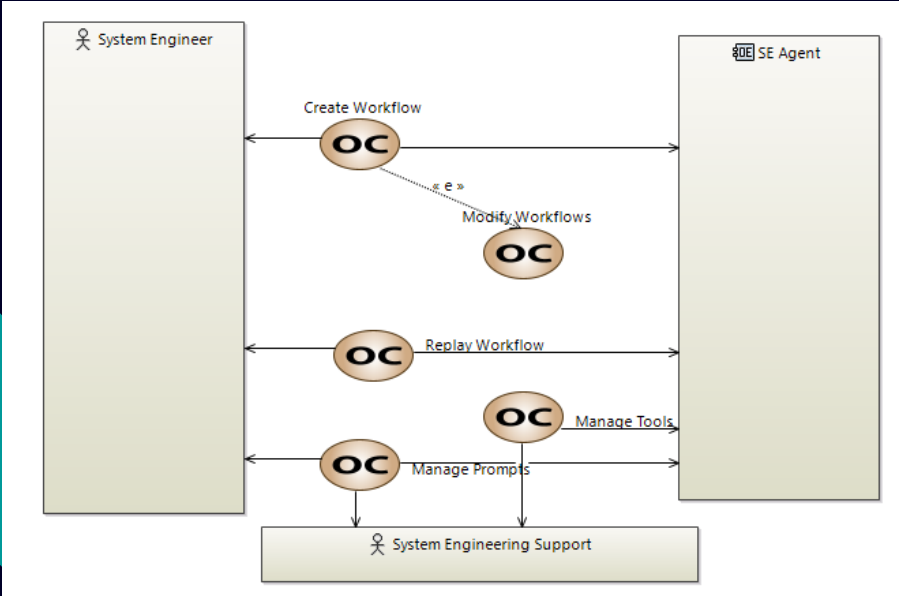 System Engineer
OE SE Agent
Create Workflow
OC
« e »
Modify Workflows
OC
OC
Replay Workflow
OC
Manage Tools
OC
Manage Prompts
System Engineering Support